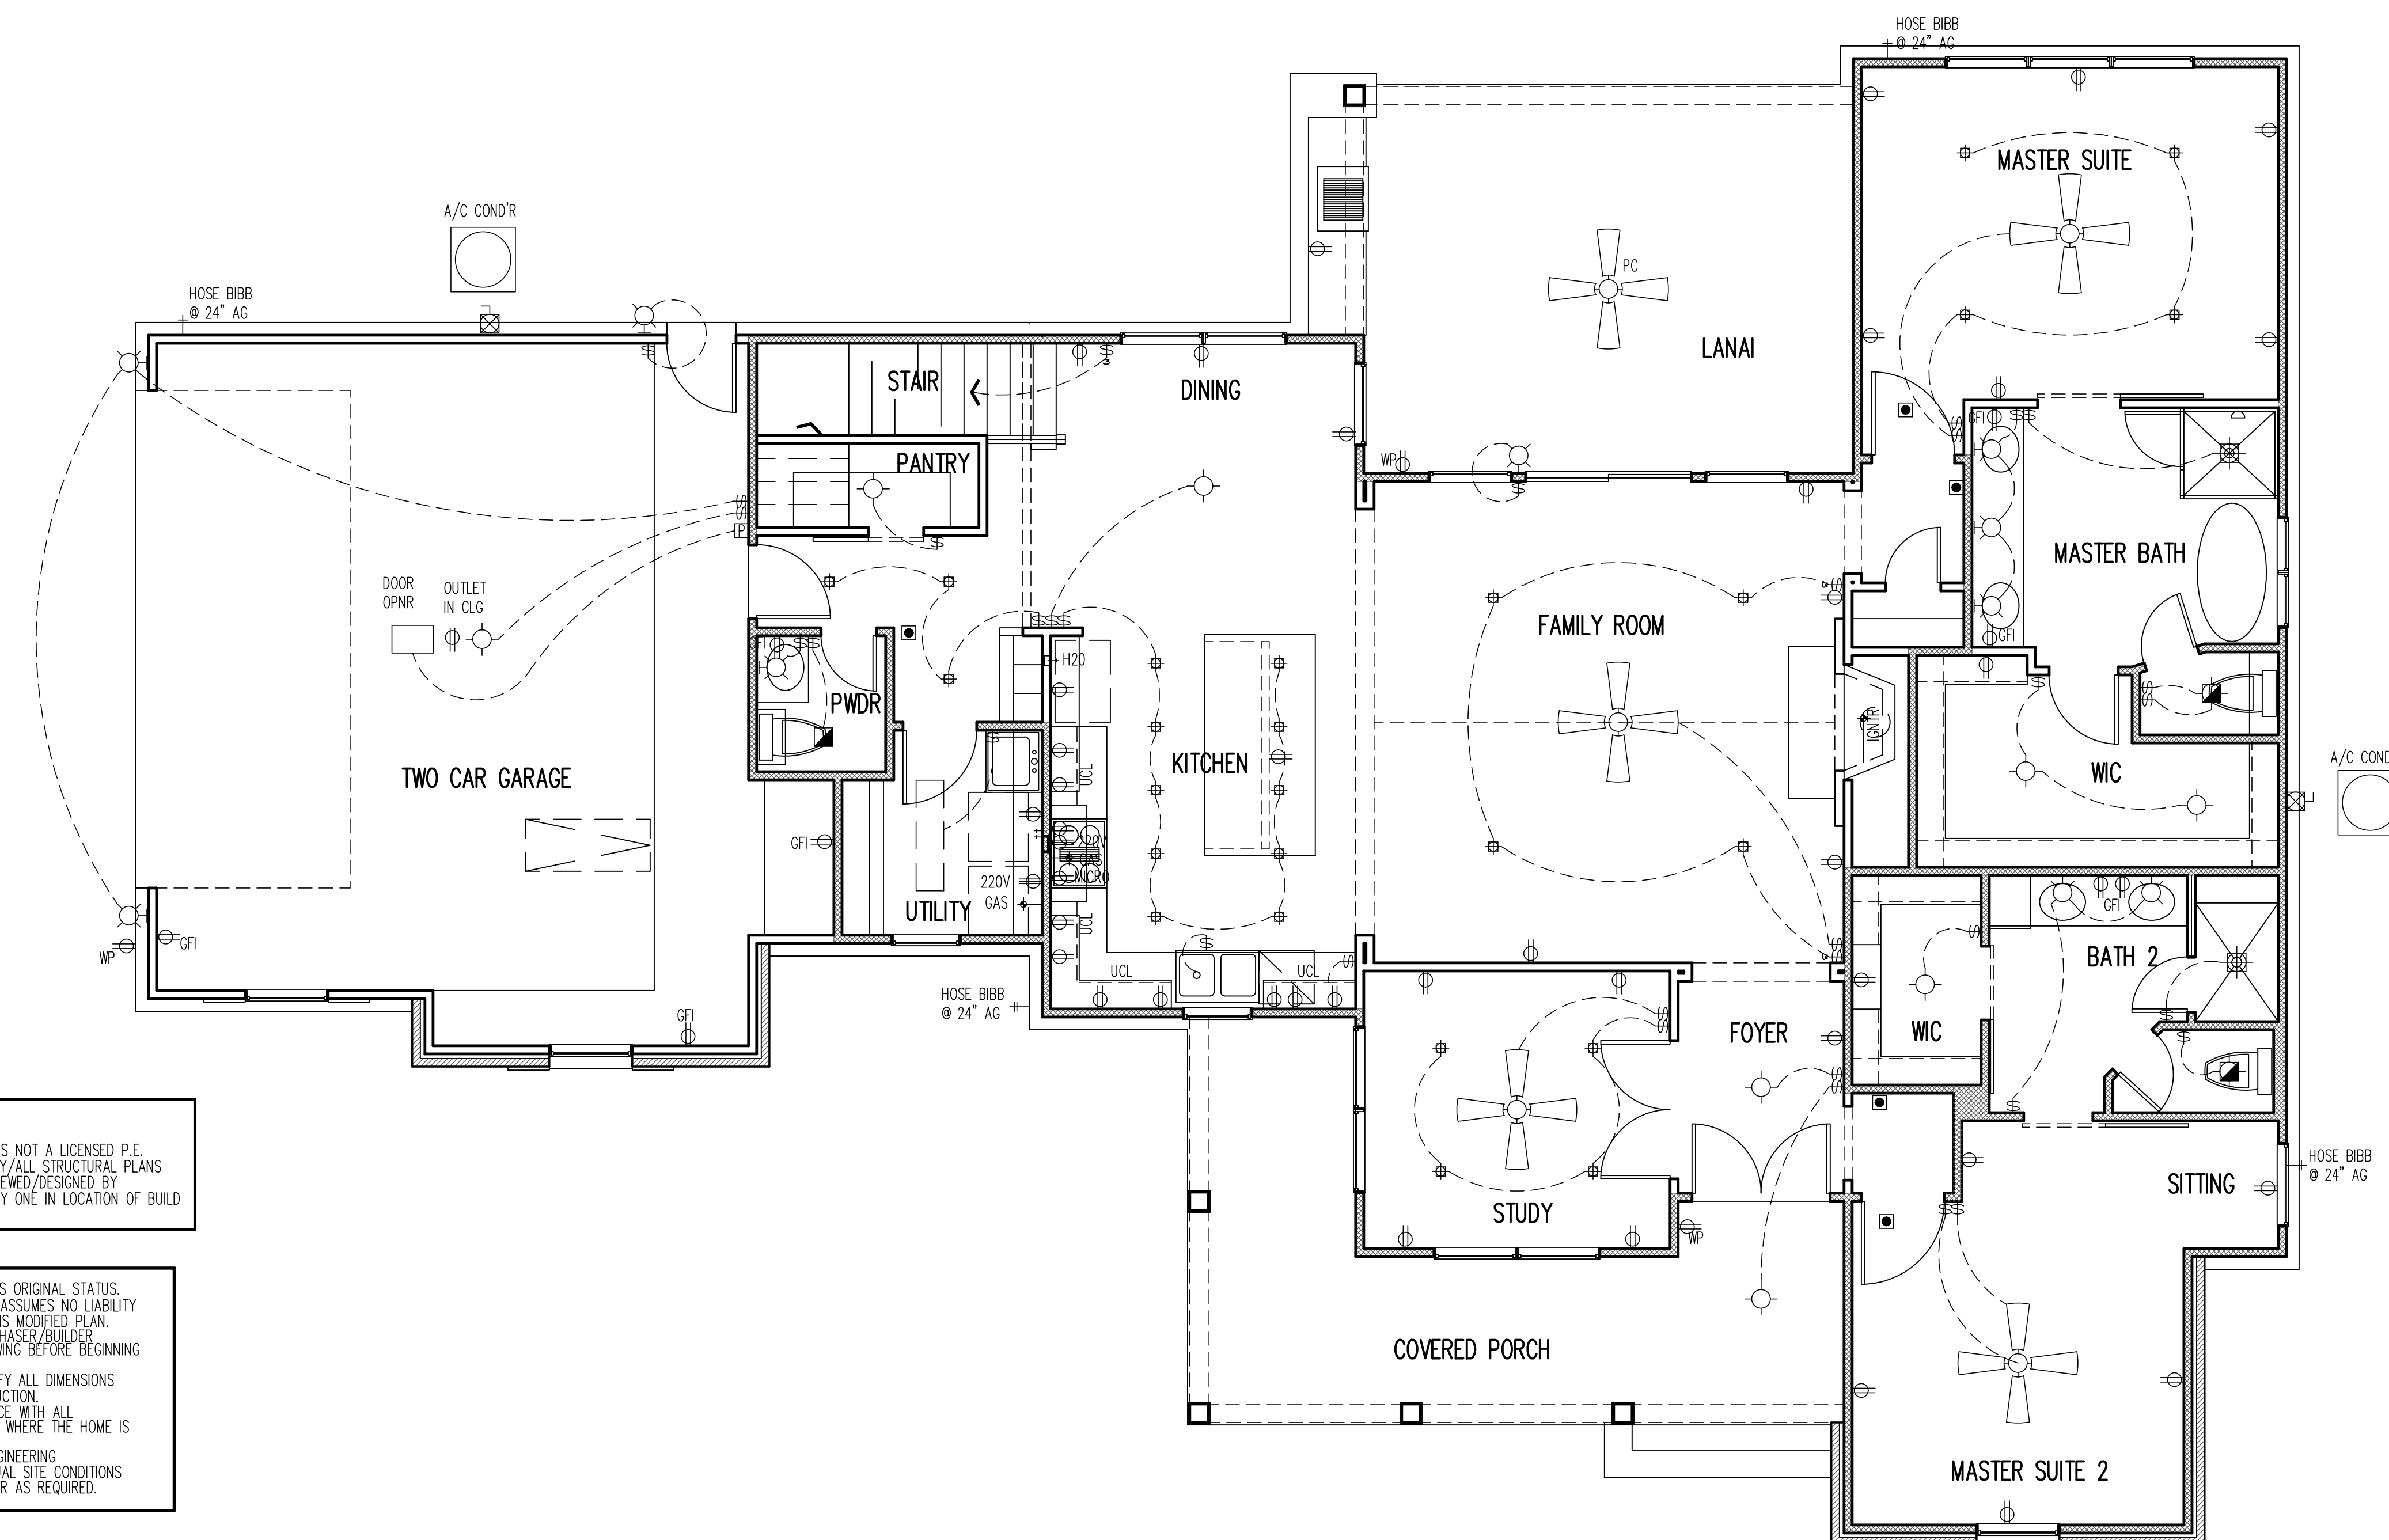 HOSE BIBB
@ 24" AG
MASTER SUITE
A/C COND'R
PC
HOSE BIBB
@ 24" AG
LANAI
STAIR
DINING
GFI
PANTRY
WP
MASTER BATH
DOOR
OPNR
OUTLET
IN CLG
P
FAMILY ROOM
GFI
H2O
GFI
PWDR
IGNTR
KITCHEN
UCL
TWO CAR GARAGE
WIC
A/C COND
GFI
220V
GAS
MICRO
220V
GAS
UTILITY
UCL
GFI
GFI
WP
BATH 2
UCL
UCL
HOSE BIBB
@ 24" AG
GFI
FOYER
WIC
S NOT A LICENSED P.E.
Y/ALL STRUCTURAL PLANS
EWED/DESIGNED BY
Y ONE IN LOCATION OF BUILD
HOSE BIBB
@ 24" AG
SITTING
STUDY
WP
S ORIGINAL STATUS.
ASSUMES NO LIABILITY
IS MODIFIED PLAN.
HASER/BUILDER
WING BEFORE BEGINNING
FY ALL DIMENSIONS
UCTION.
CE WITH ALL
WHERE THE HOME IS
GINEERING
UAL SITE CONDITIONS
R AS REQUIRED.
COVERED PORCH
MASTER SUITE 2